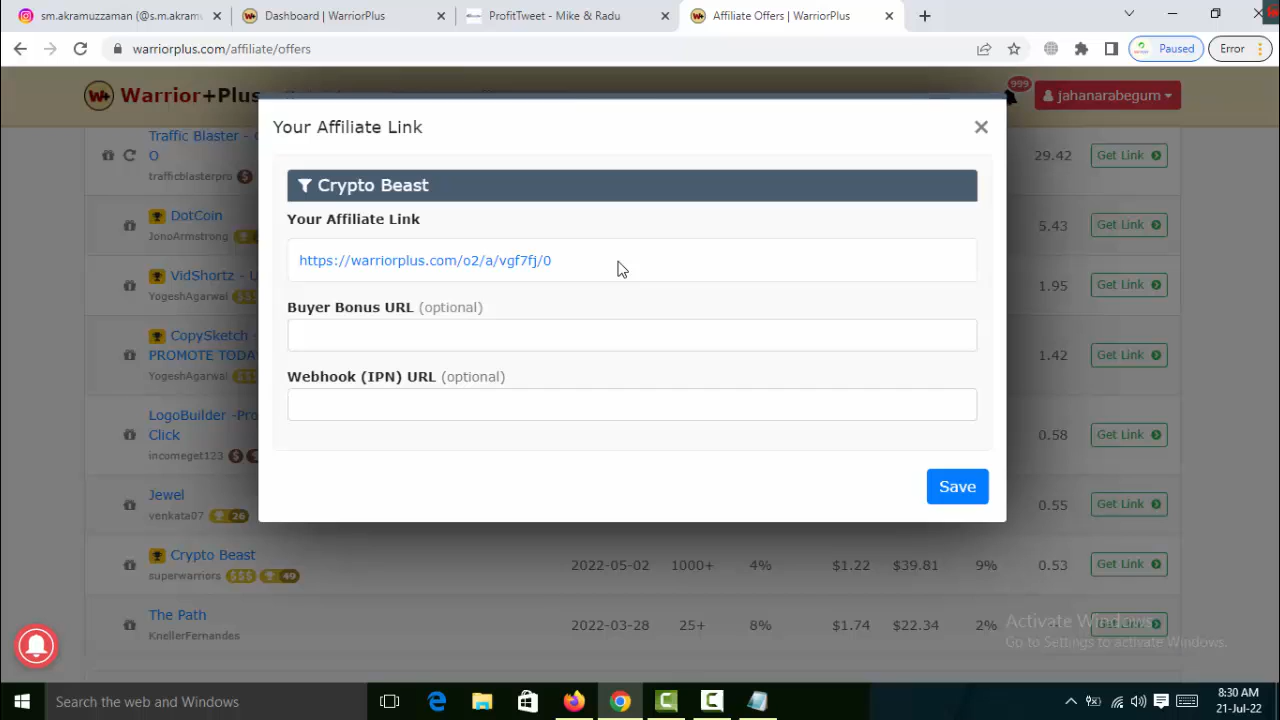 sm.akramuzzaman (@s.m.akram
Dashboard | WarriorPlus
ProfitTweet - Mike & Radu
Affiliate Offers | WarriorPlus
warriorplus.com/affiliate/offers
Paused
Error
Warrior+Plus
999
jahanarabegum
Your Affiliate Link
Traffic Blaster -
O
trafficblasterpro
29.42
Get Link
Crypto Beast
Your Affiliate Link
https://warriorplus.com/o2/a/vgf7fj/0
DotCoin
JonoArmstrong
5.43
Get Link
VidShortz - U
YogeshAgarwal $$$
1.95
Get Link
Buyer Bonus URL (optional)
CopySketch -
PROMOTE TODA
YogeshAgarwal $$$
1.42
Get Link
Webhook (IPN) URL (optional)
LogoBuilder -Pro
Click
incomeget123 $
0.58
Get Link
Save
Jewel
venkata07 26
0.55
Get Link
Crypto Beast
superwarriors $$$ 49
2022-05-02 1000+ 4% $1.22 $39.81 9% 0.53 Get Link
The Path
KnellerFernandes
2022-03-28 25+ 8% $1.74 $22.34 2% Get Link
Activate Windows
Go to Settings to activate Windows.
Search the web and Windows
8:30 AM
21-Jul-22